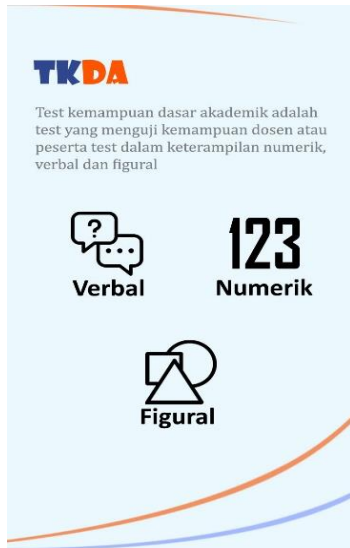 TKDA
Test kemampuan dasar akademik adalah
test yang menguji kemampuan dosen atau
peserta test dalam keterampilan numerik,
verbal dan figural
?
123
Verbal
Numerik
Figural